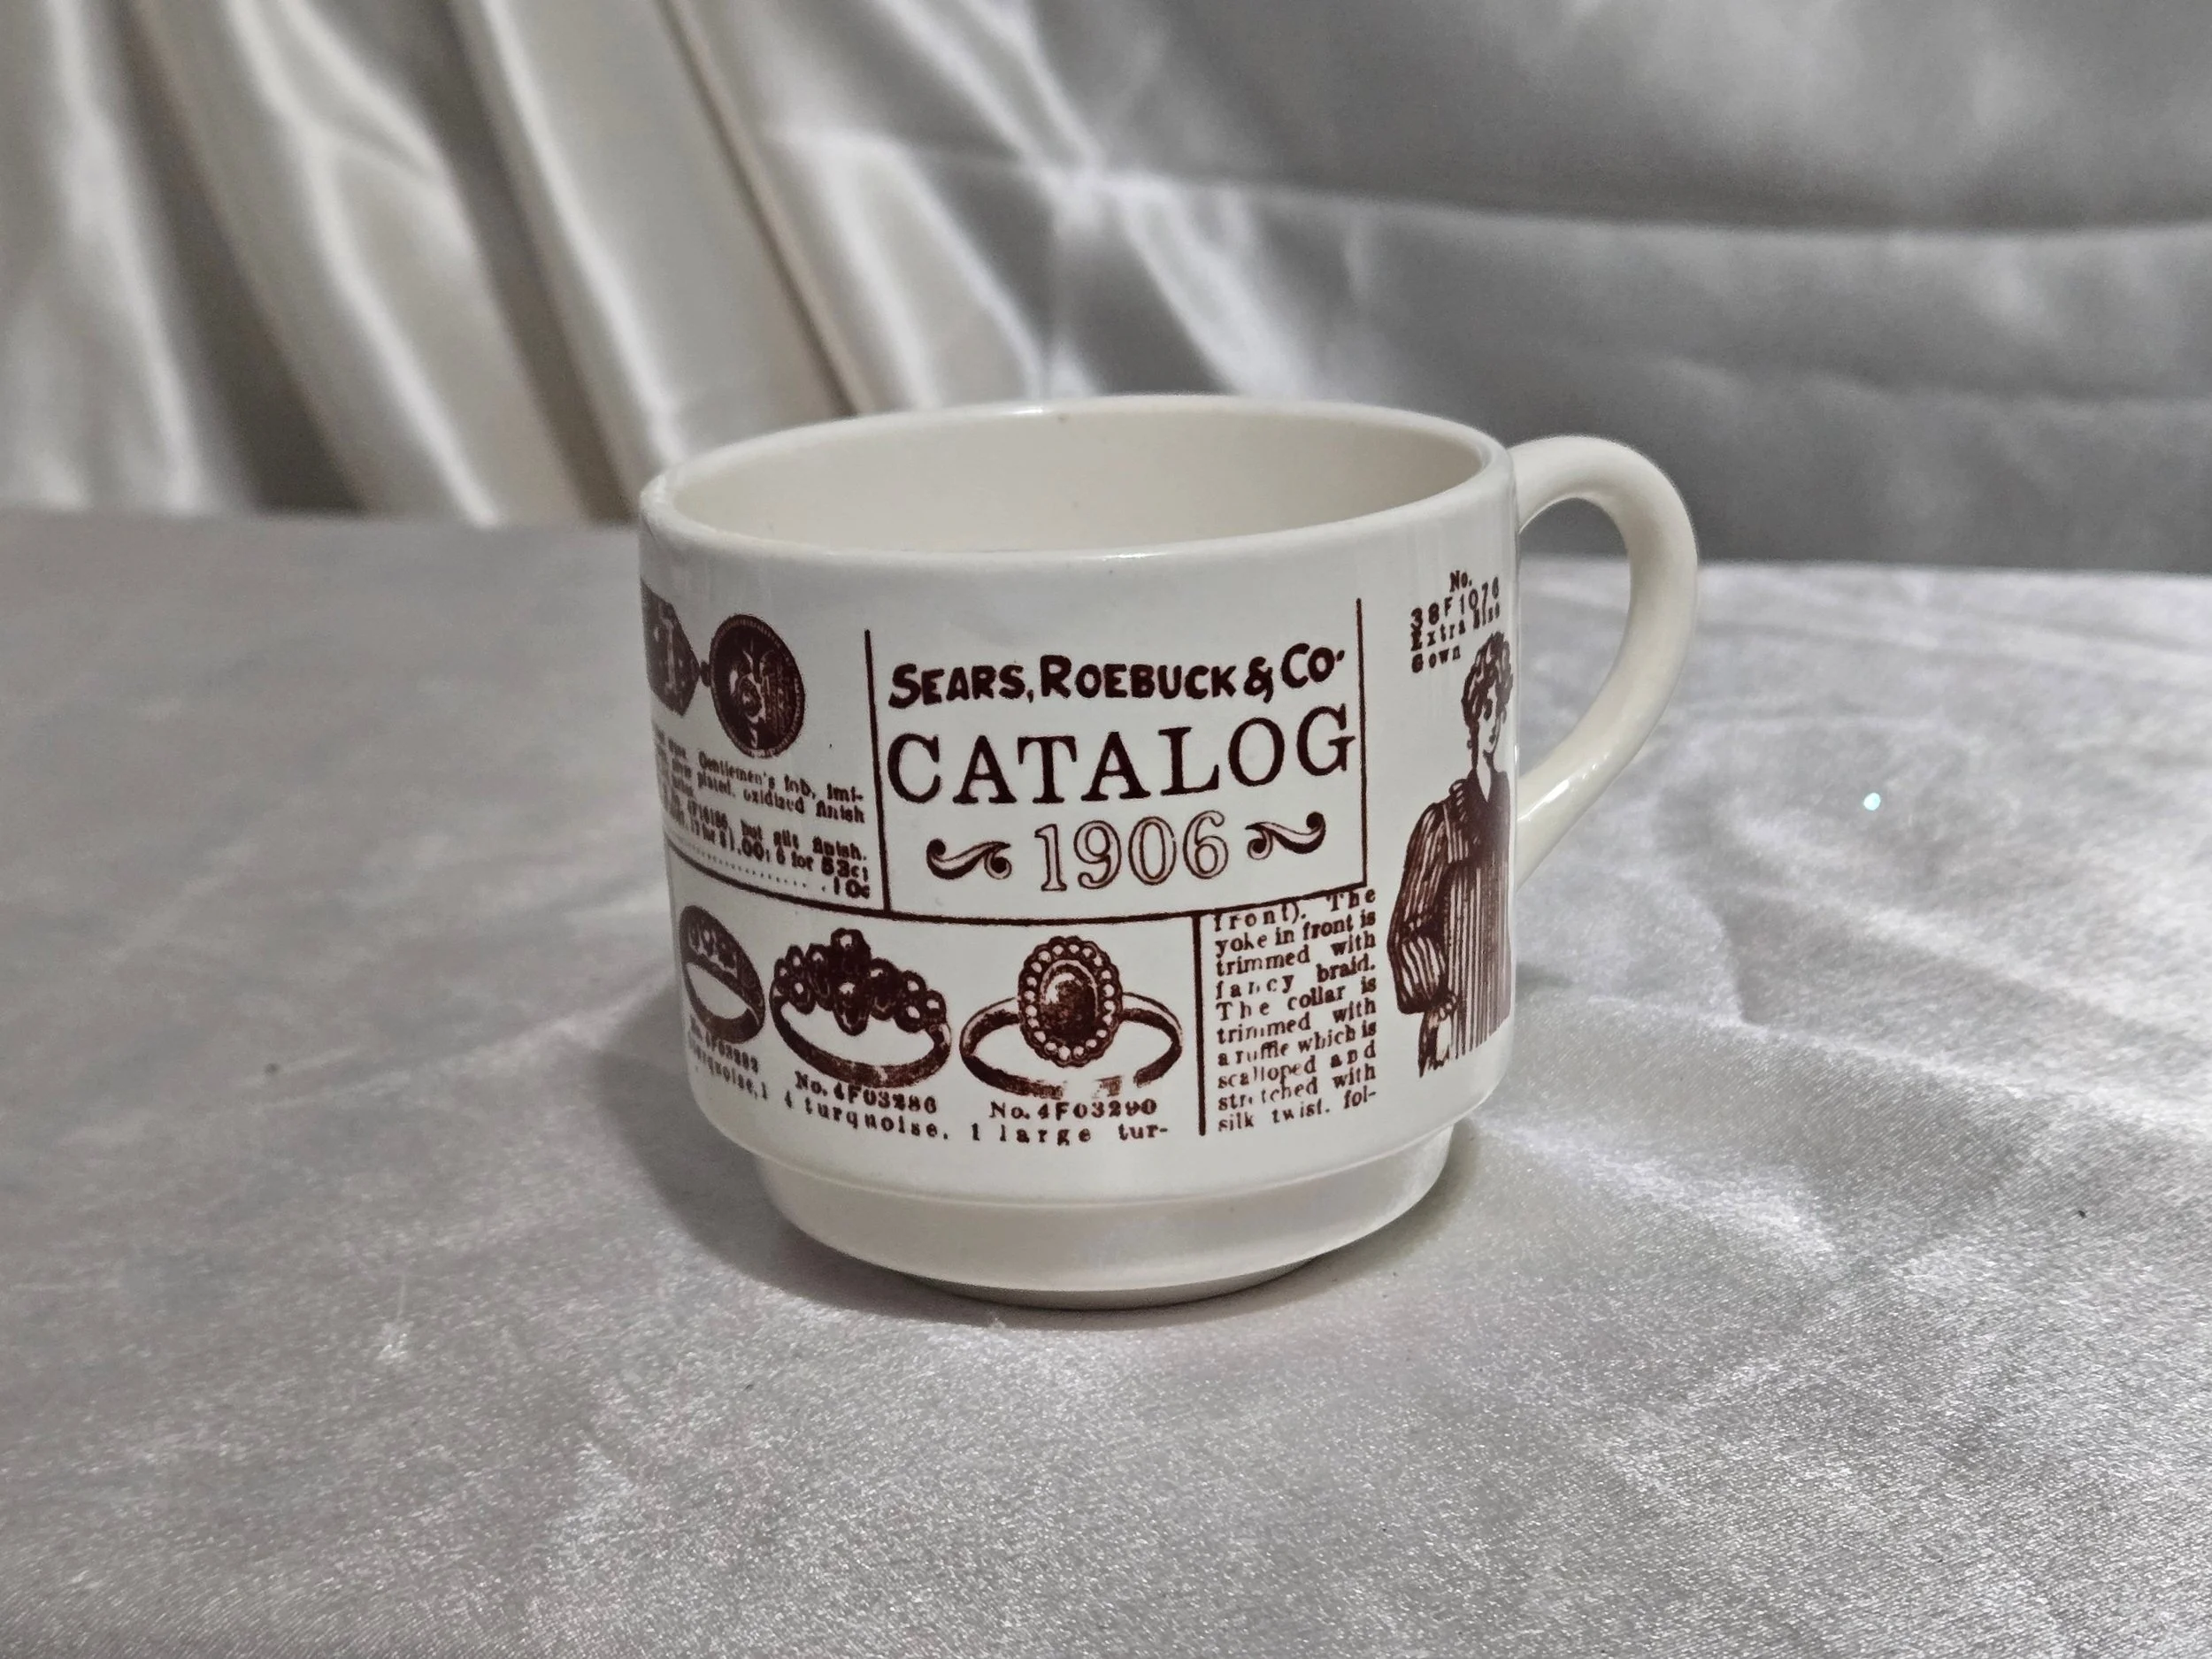 Gentlemen's fob, imi-
plated, oxidized finish
but gilt finish.
for $1.00; 6 for 53c;
10c
SEARS, ROEBUCK & CO.
CATALOG
1906
No.
38F1076
Extra Size
Gown
front). The
yoke in front is
trimmed with
fancy braid.
The collar is
trimmed with
a ruffle which is
scalloped and
stretched with
silk twist. fol-
No. 4F03282
No. 4F03286
4 turquoise,
No. 4F03290
1 large tur-